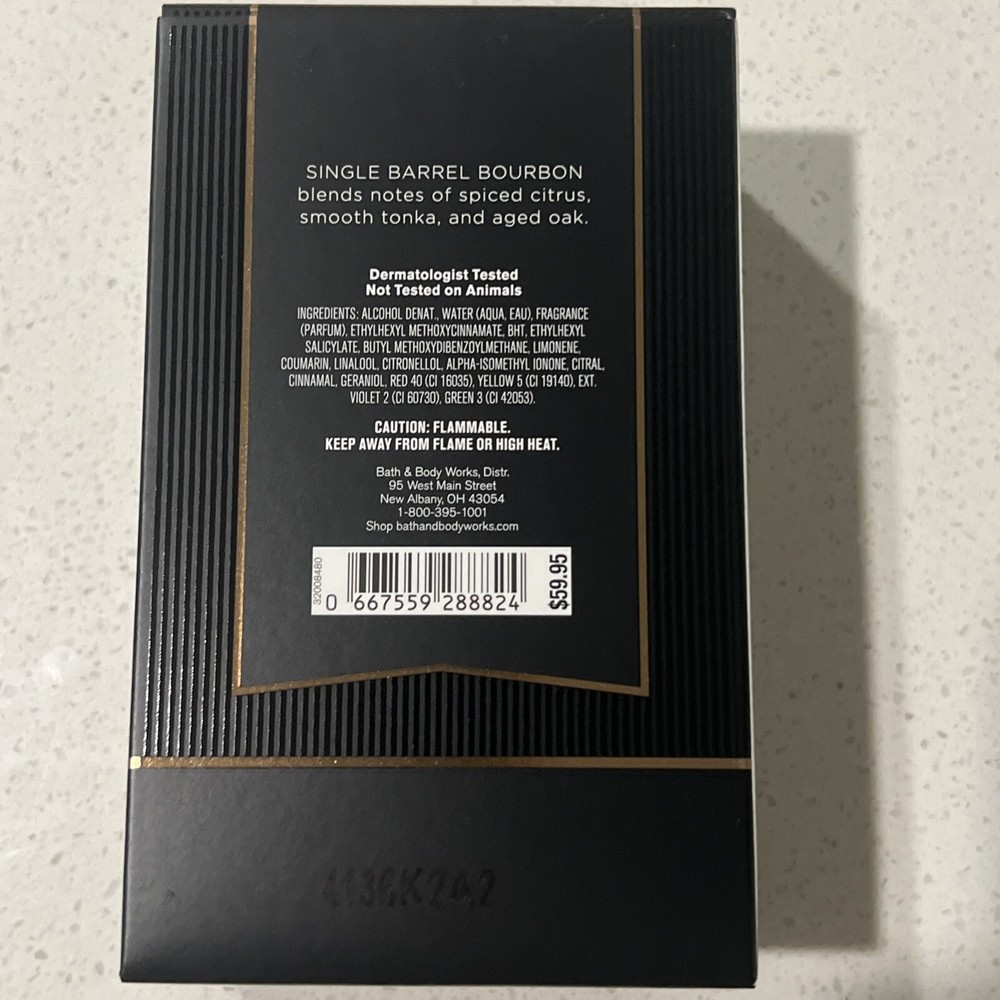 SINGLE BARREL BOURBON
blends notes of spiced citrus,
smooth tonka, and aged oak.
Dermatologist Tested
Not Tested on Animals
INGREDIENTS: ALCOHOL DENAT., WATER (AQUA, EAU), FRAGRANCE
(PARFUM), ETHYLHEXYL METHOXYCINNAMATE, BHT, ETHYLHEXYL
SALICYLATE, BUTYL METHOXYDIBENZOYLMETHANE, LIMONENE,
COUMARIN, LINALOOL, CITRONELLOL, ALPHA-ISOMETHYL IONONE, CITRAL,
CINNAMAL, GERANIOL, RED 40 (CI 16035), YELLOW 5 (CI 19140), EXT.
VIOLET 2 (CI 60730), GREEN 3 (CI 42053).
CAUTION: FLAMMABLE.
KEEP AWAY FROM FLAME OR HIGH HEAT.
Bath & Body Works, Distr.
95 West Main Street
New Albany, OH 43054
1-800-395-1001
Shop bathandbodyworks.com
32008480
0 667559 288824
$59.95